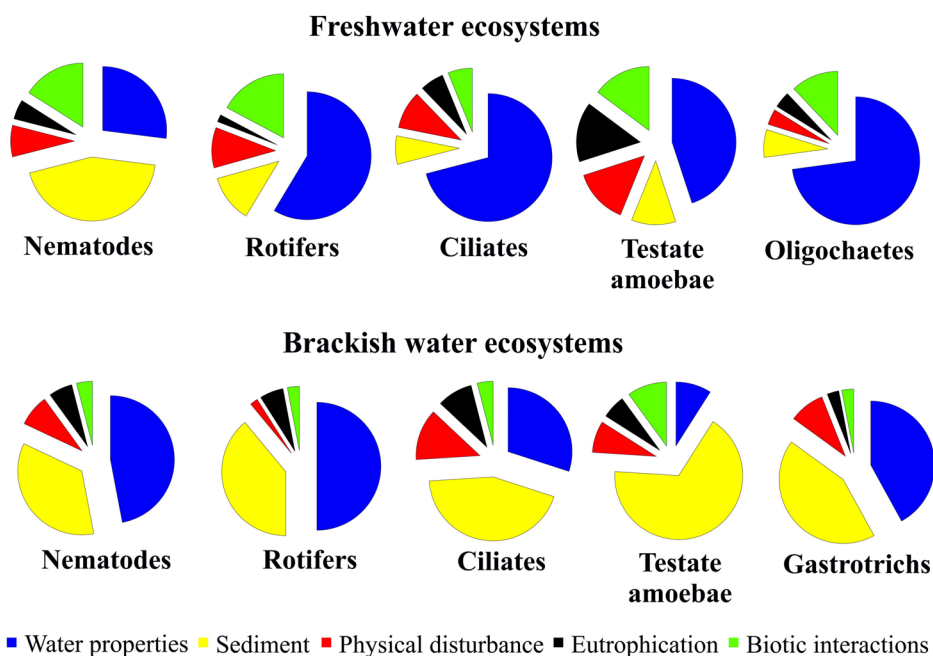 Freshwater ecosystems
Nematodes
Rotifers
Ciliates
Testate
amoebae
Oligochaetes
Brackish water ecosystems
Nematodes
Rotifers
Ciliates
Testate
amoebae
Gastrotrichs
Water properties Sediment Physical disturbance Eutrophication Biotic interactions